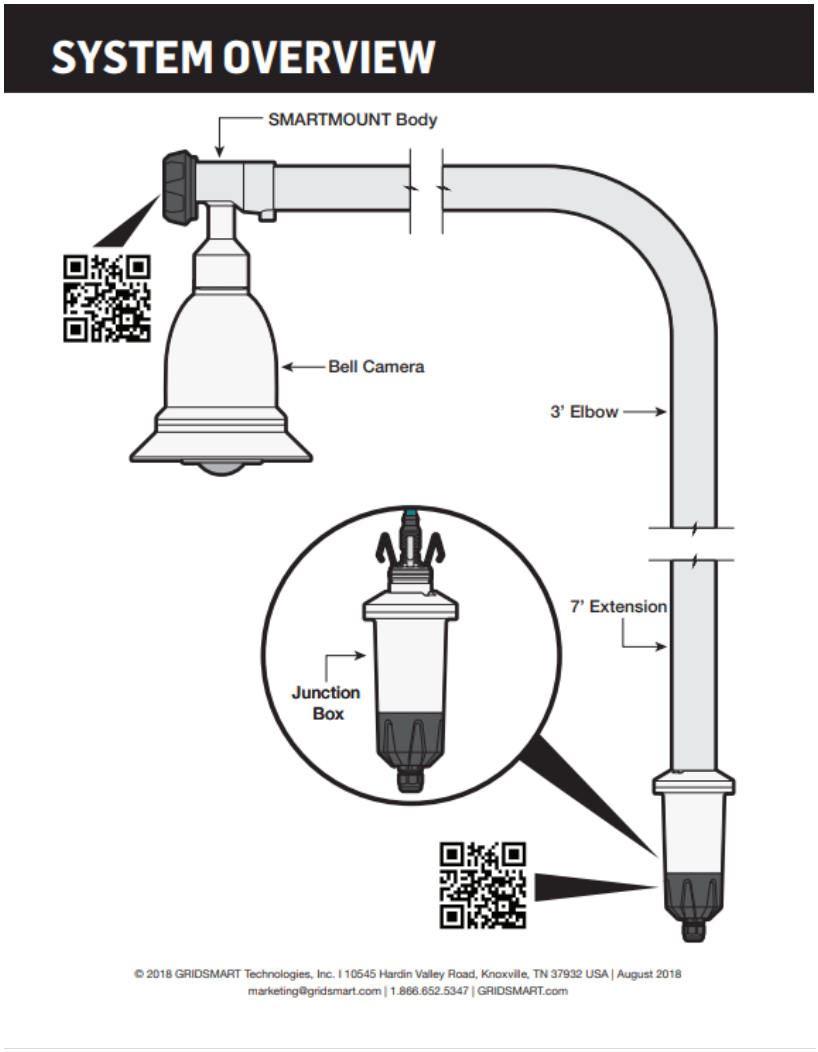 SYSTEM OVERVIEW
SMARTMOUNT Body
Bell Camera
3’ Elbow
7’ Extension
Junction
Box
© 2018 GRIDSMART Technologies, Inc. I 10545 Hardin Valley Road, Knoxville, TN 37932 USA | August 2018
marketing@gridsmart.com | 1.866.652.5347 | GRIDSMART.com